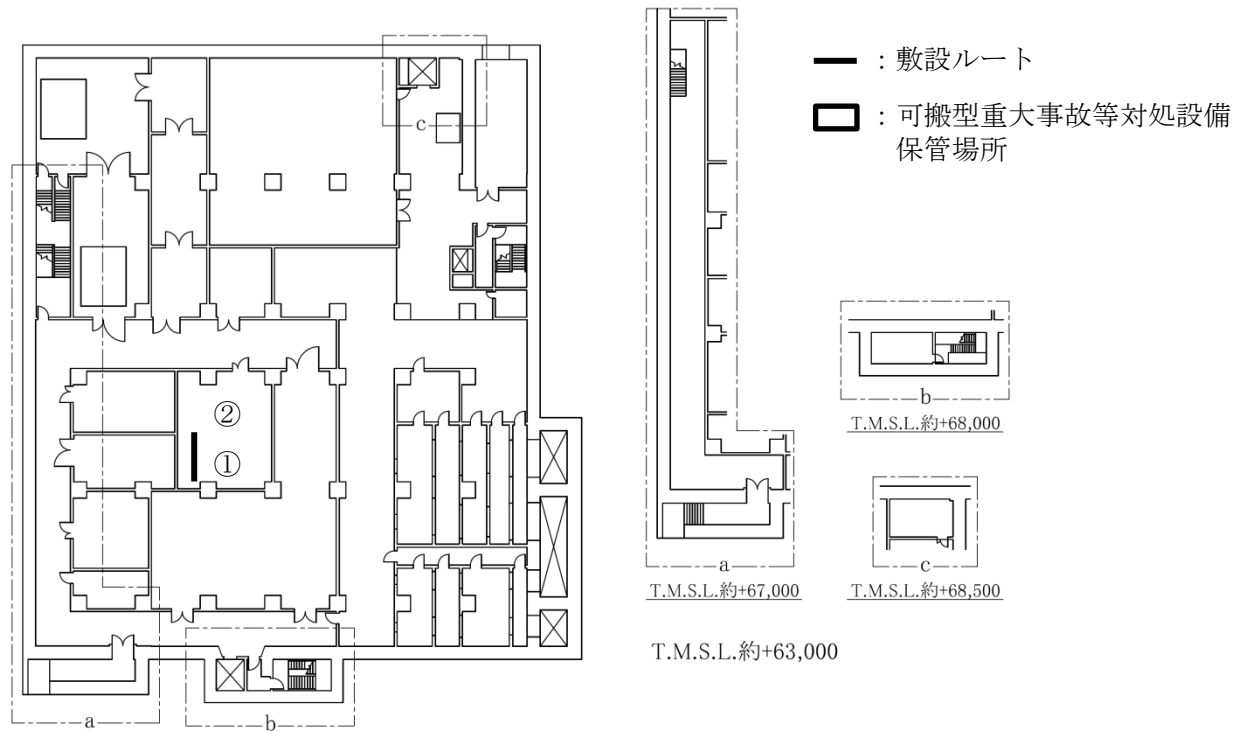 c
②
①
a
b
：敷設ルート
：可搬型重大事故等対処設備
保管場所
b
T.M.S.L.約+68,000
a
T.M.S.L.約+67,000
c
T.M.S.L.約+68,500
T.M.S.L.約+63,000